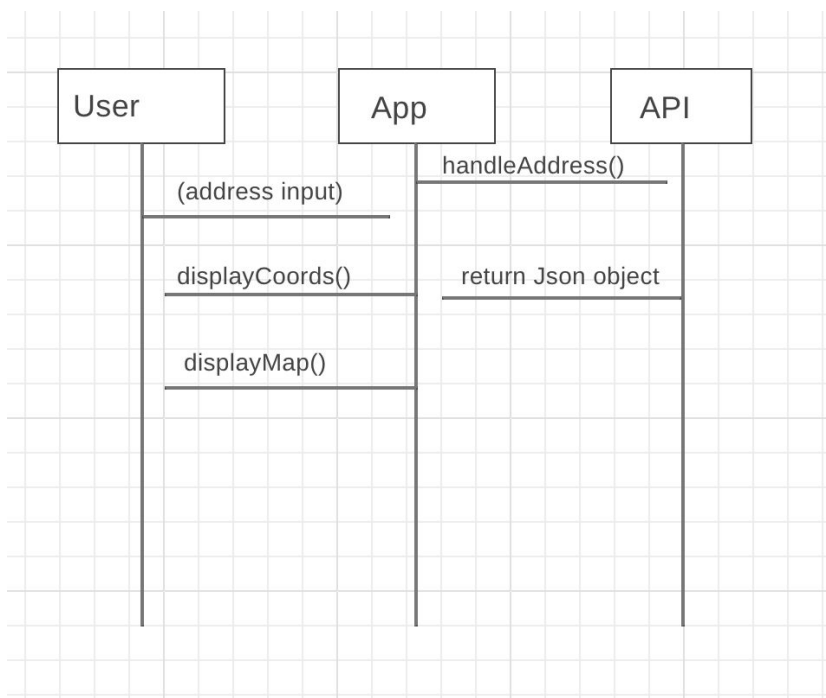 User
App
API
handleAddress()
(address input)
displayCoords()
return Json object
displayMap()